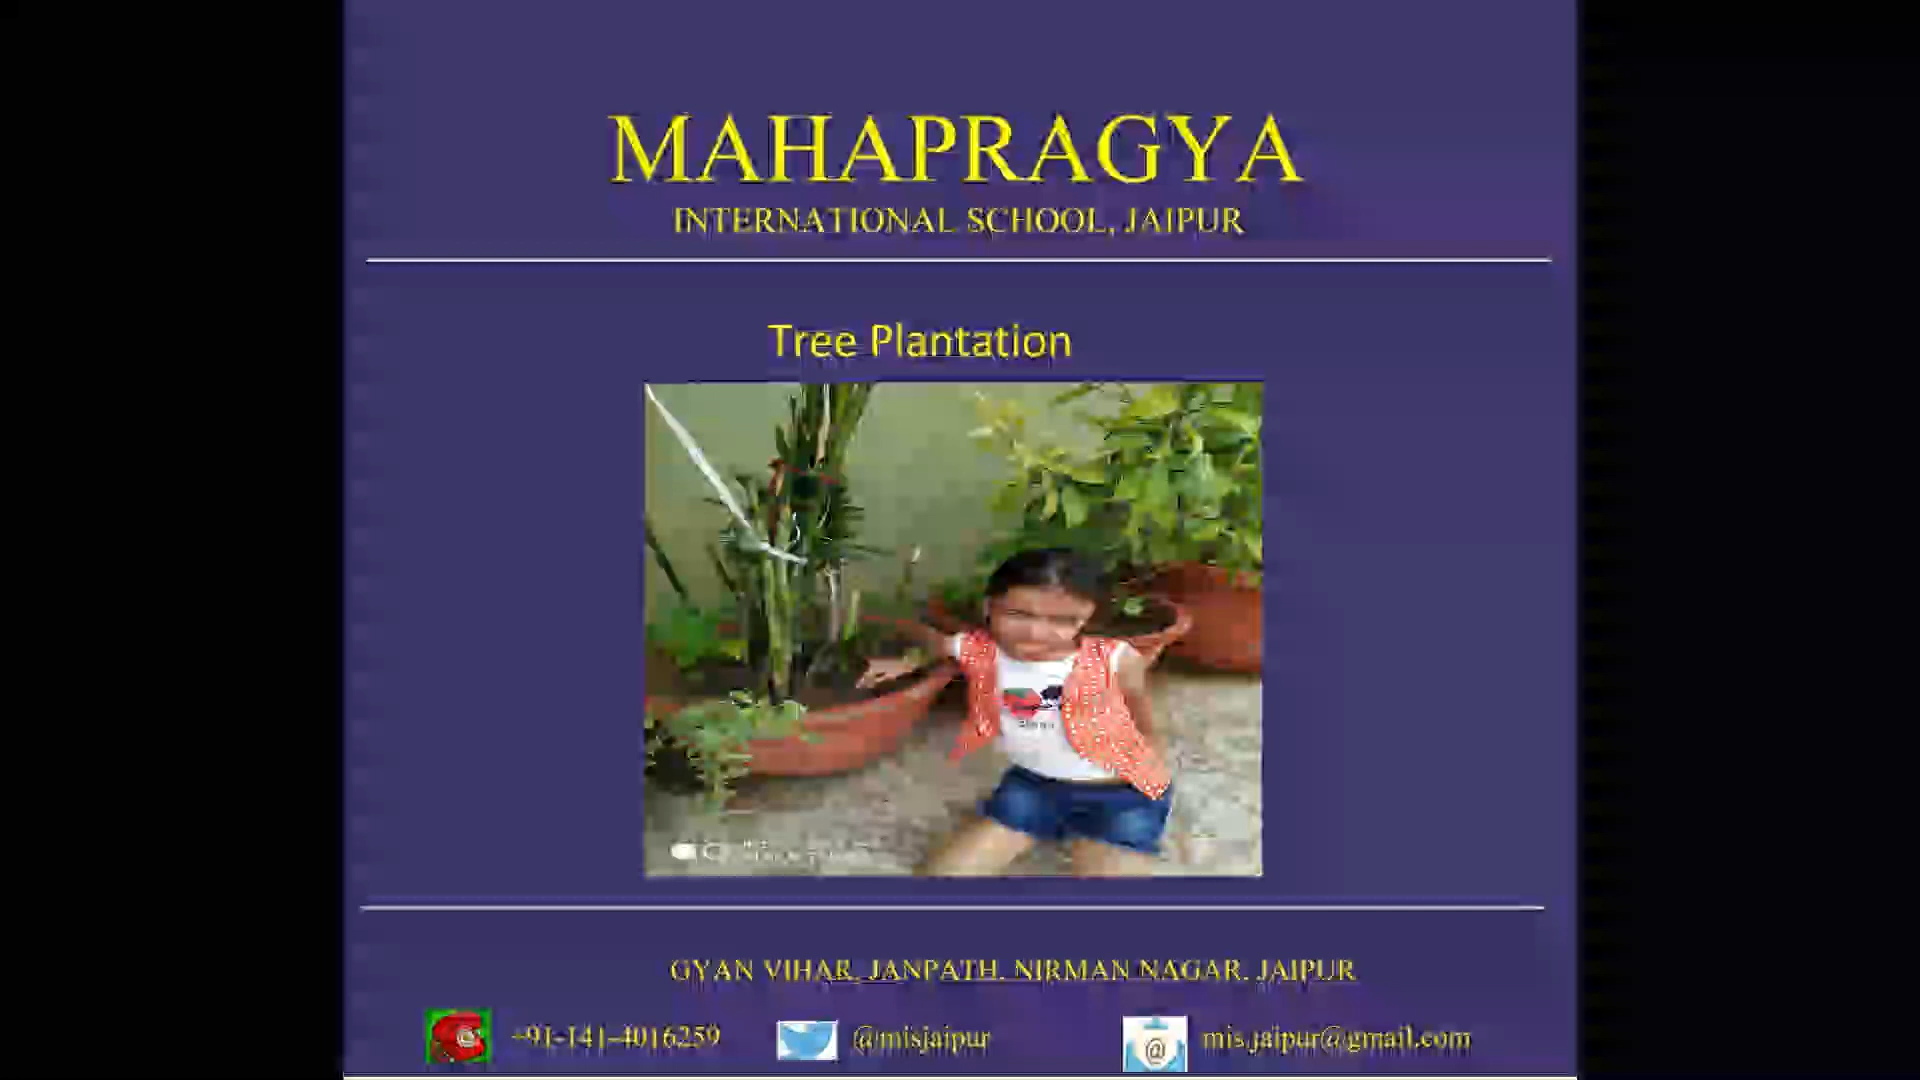 MAHAPRAGYA
INTERNATIONAL SCHOOL, JAIPUR
Tree Plantation
GYAN VIHAR, JANPATH, NIRMAN NAGAR, JAIPUR
+91-141-4016259
@misjaipur
@
mis.jaipur@gmail.com